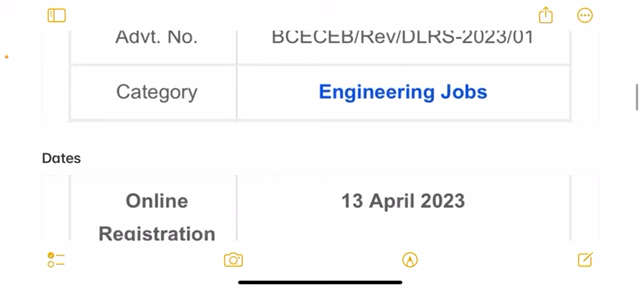 Advt. No. BCECEB/Rev/DLRS-2023/01
Category Engineering Jobs
Dates
Online 13 April 2023
Registration